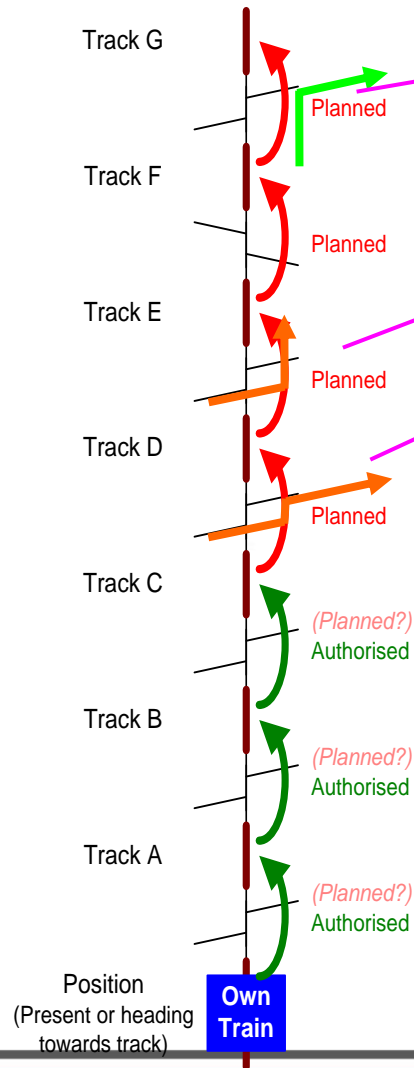 Track G
Planned
Track F
Planned
Track E
Planned
Track D
Planned
Track C
(Planned?)
Authorised
Track B
(Planned?)
Authorised
Track A
(Planned?)
Authorised
Position
(Present or heading
towards track)
Own
Train